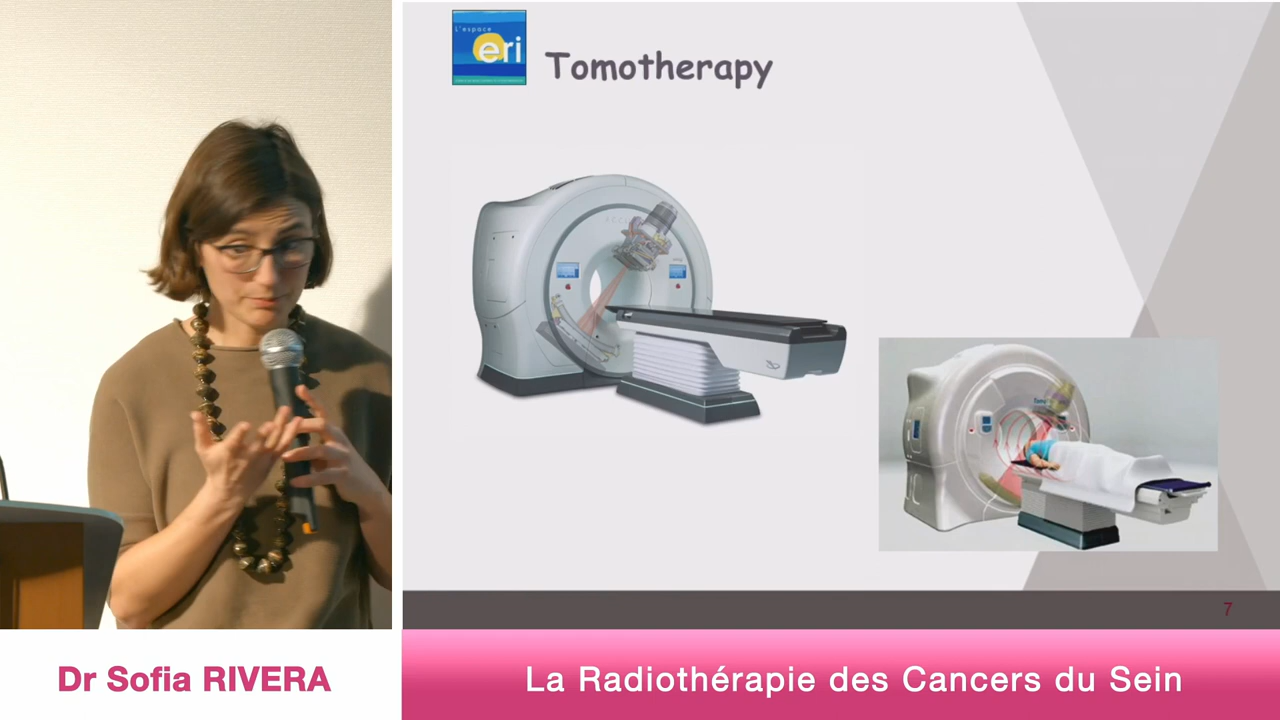 L'espace
eri
Tomotherapy
7
Dr Sofia RIVERA
La Radiothérapie des Cancers du Sein